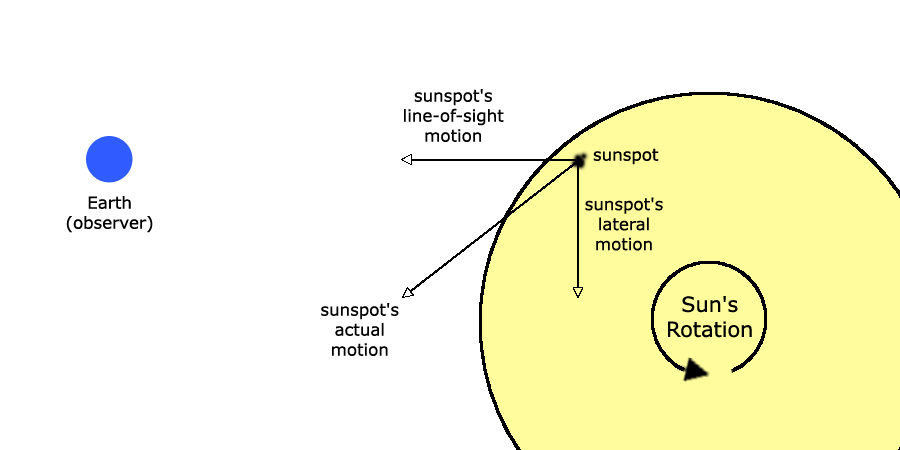 sunspot's
line-of-sight
motion
sunspot
Earth
(observer)
sunspot's
lateral
motion
sunspot's
actual
motion
Sun's
Rotation